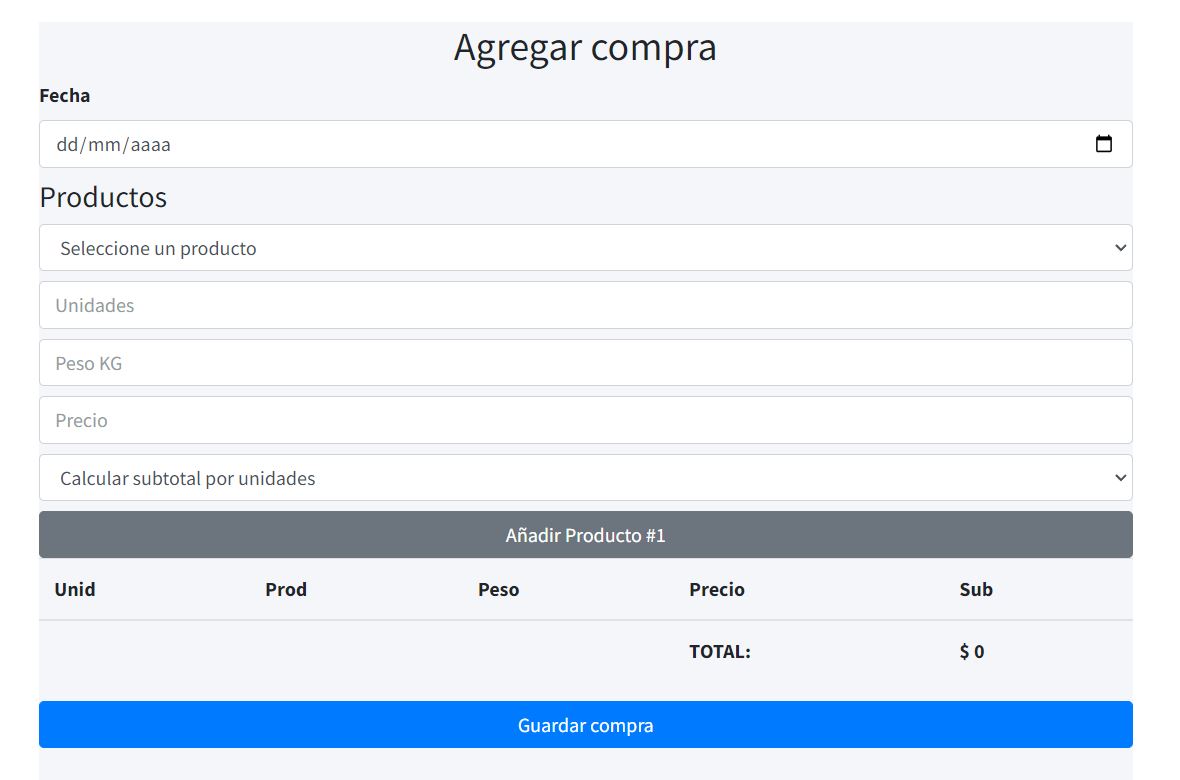 Agregar compra
Fecha
dd/mm/aaaa
Productos
Seleccione un producto
Unidades
Peso KG
Precio
Calcular subtotal por unidades
Añadir Producto #1
Unid Prod Peso Precio Sub
TOTAL: $ 0
Guardar compra